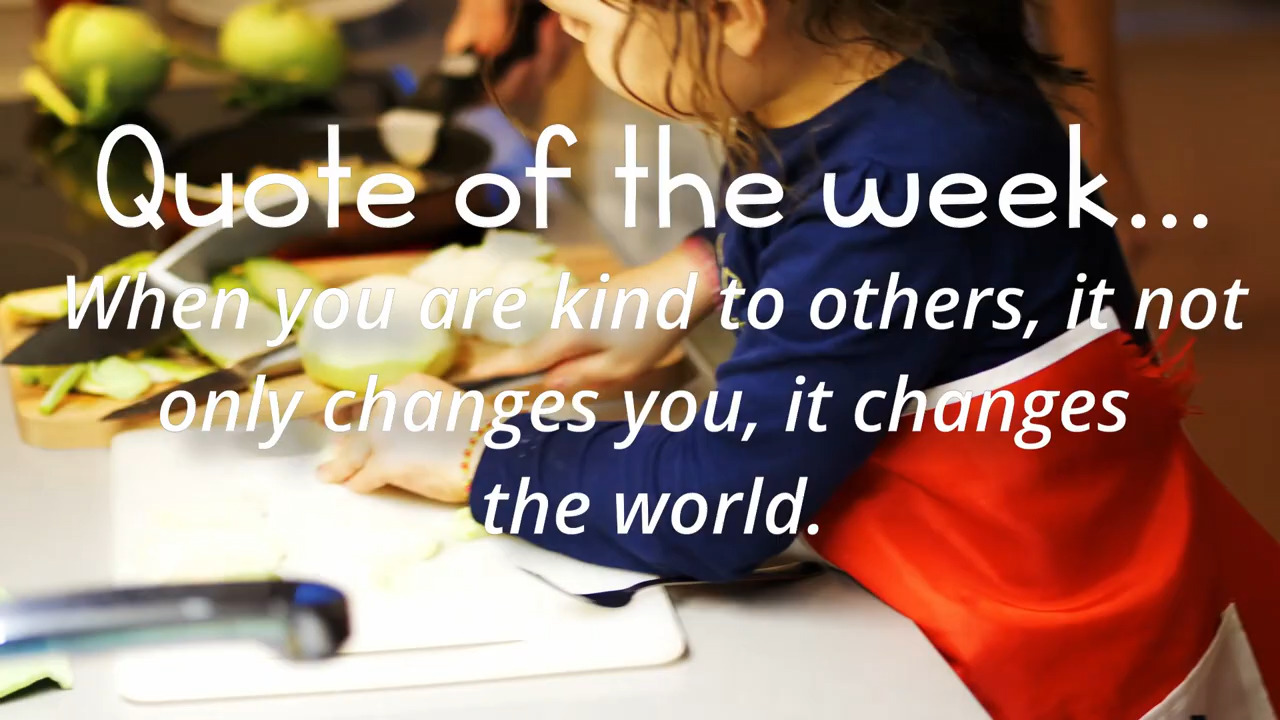 Quote of the week...
When you are kind to others, it not
only changes you, it changes
the world.